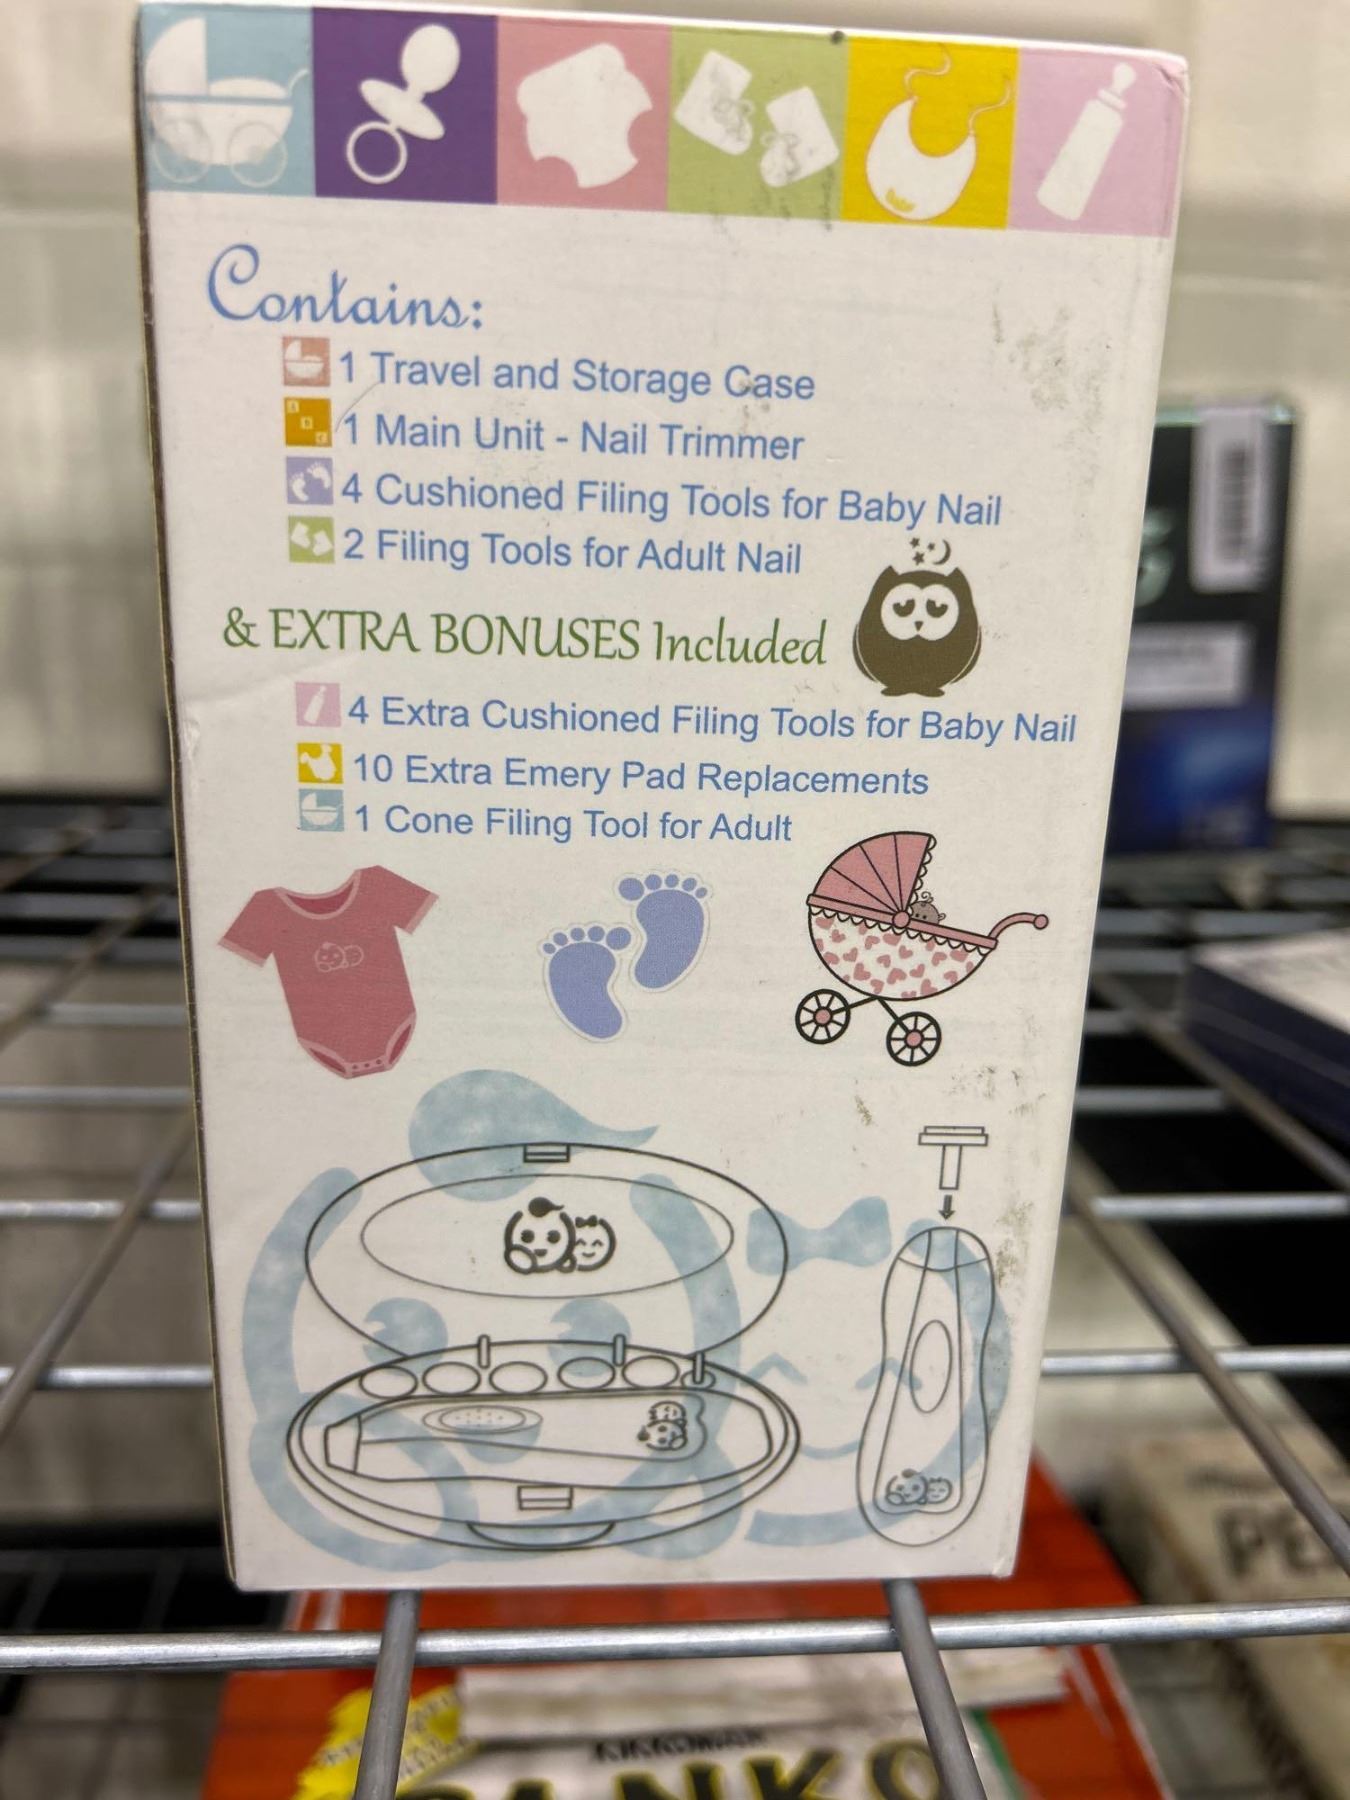 Contains:
1 Travel and Storage Case
1 Main Unit - Nail Trimmer
4 Cushioned Filing Tools for Baby Nail
2 Filing Tools for Adult Nail
& EXTRA BONUSES Included
4 Extra Cushioned Filing Tools for Baby Nail
10 Extra Emery Pad Replacements
1 Cone Filing Tool for Adult
KIKKOMAN
PANKO